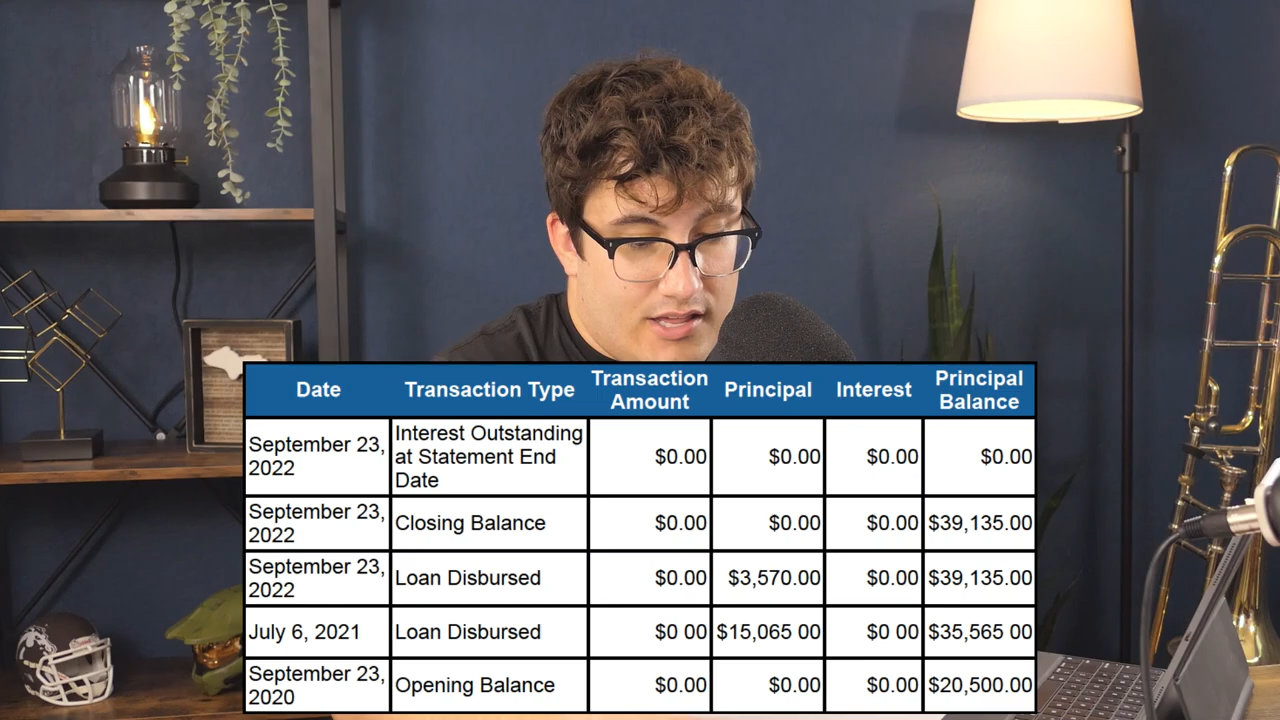 Date Transaction Type Transaction Amount Principal Interest Principal Balance
September 23, 2022 Interest Outstanding at Statement End Date $0.00 $0.00 $0.00 $0.00
September 23, 2022 Closing Balance $0.00 $0.00 $0.00 $39,135.00
September 23, 2022 Loan Disbursed $0.00 $3,570.00 $0.00 $39,135.00
July 6, 2021 Loan Disbursed $0 00 $15,065 00 $0 00 $35,565 00
September 23, 2020 Opening Balance $0.00 $0.00 $0.00 $20,500.00